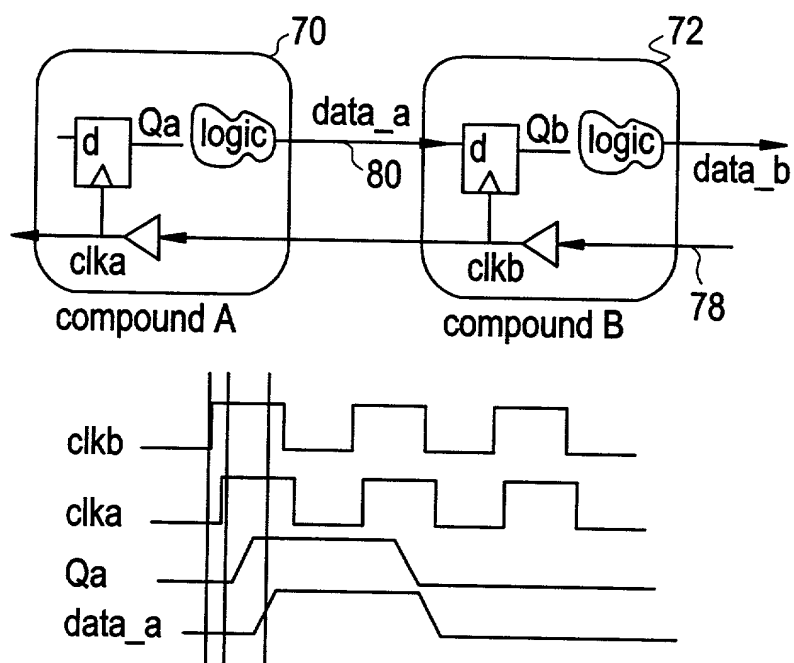 70
72
Qa
logic
data_a
Qb
logic
d
80
d
data_b
clka
clkb
78
compound A
compound B
clkb
clka
Qa
data_a